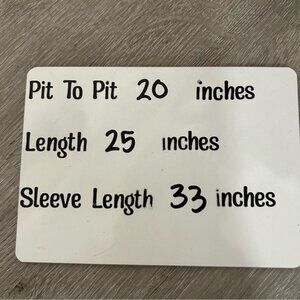 Pit To Pit 20 inches
Length 25 inches
Sleeve Length 33 inches